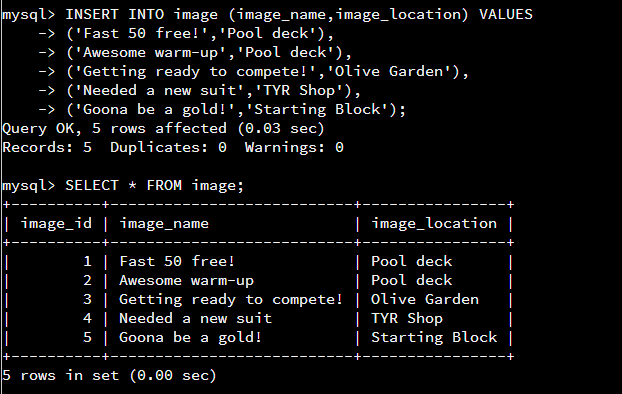 mysql> INSERT INTO image (image_name,image_location) VALUES
    -> ('Fast 50 free!','Pool deck'),
    -> ('Awesome warm-up','Pool deck'),
    -> ('Getting ready to compete!','Olive Garden'),
    -> ('Needed a new suit','TYR Shop'),
    -> ('Goona be a gold!','Starting Block');
Query OK, 5 rows affected (0.03 sec)
Records: 5  Duplicates: 0  Warnings: 0

mysql> SELECT * FROM image;
+----------+---------------------------+----------------+
| image_id | image_name                | image_location |
+----------+---------------------------+----------------+
|        1 | Fast 50 free!             | Pool deck      |
|        2 | Awesome warm-up           | Pool deck      |
|        3 | Getting ready to compete! | Olive Garden   |
|        4 | Needed a new suit         | TYR Shop       |
|        5 | Goona be a gold!          | Starting Block |
+----------+---------------------------+----------------+
5 rows in set (0.00 sec)